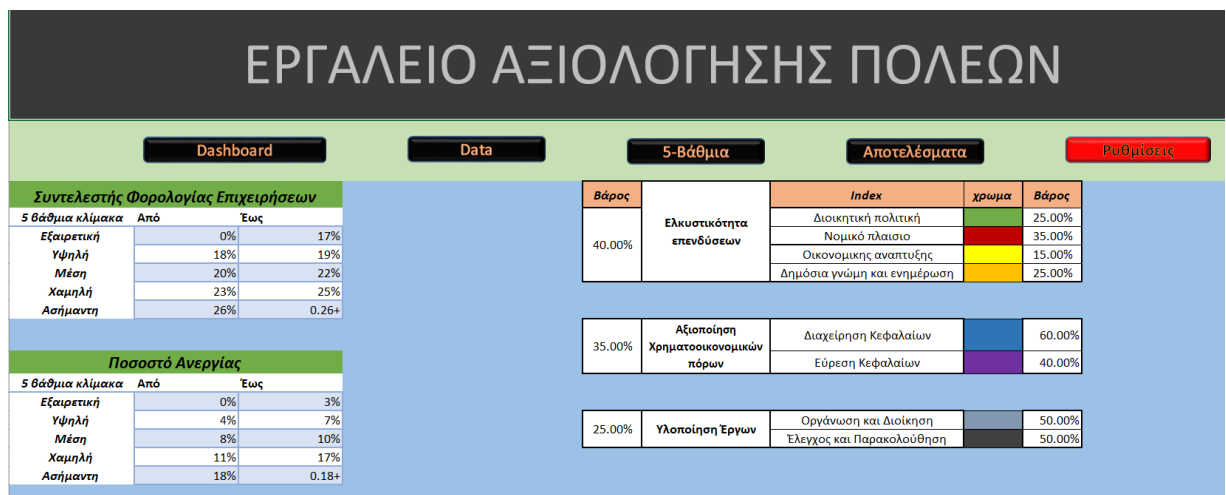 ΕΡΓΑΛΕΙΟ ΑΞΙΟΛΟΓΗΣΗΣ ΠΟΛΕΩΝ
Dashboard Data 5-Βάθμια Αποτελέσματα Ρυθμίσεις
Συντελεστής Φορολογίας Επιχειρήσεων
5 βάθμια κλίμακα Από Έως
Εξαιρετική 0% 17%
Υψηλή 18% 19%
Μέση 20% 22%
Χαμηλή 23% 25%
Ασήμαντη 26% 0.26+
Ποσοστό Ανεργίας
5 βάθμια κλίμακα Από Έως
Εξαιρετική 0% 3%
Υψηλή 4% 7%
Μέση 8% 10%
Χαμηλή 11% 17%
Ασήμαντη 18% 0.18+
Βάρος Index χρωμα Βάρος
40.00%
Ελκυστικότητα
επενδύσεων
Διοικητική πολιτική 25.00%
Νομικό πλαισιο 35.00%
Οικονομικης αναπτυξης 15.00%
Δημόσια γνώμη και ενημέρωση 25.00%
35.00%
Αξιοποίηση
Χρηματοοικονομικών
πόρων
Διαχείρηση Κεφαλαίων 60.00%
Εύρεση Κεφαλαίων 40.00%
25.00% Υλοποίηση Έργων
Οργάνωση και Διοίκηση 50.00%
Έλεγχος και Παρακολούθηση 50.00%